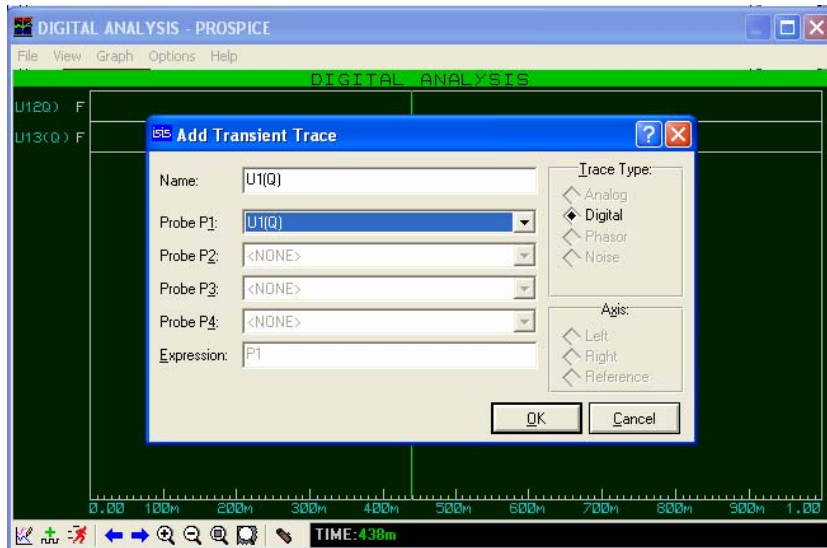 DIGITAL ANALYSIS - PROSPICE
File View Graph Options Help
DIGITAL ANALYSIS
U12Q) F
U13(Q) F
isis Add Transient Trace
Name: U1(Q)
Probe P1: U1(Q)
Probe P2: <NONE>
Probe P3: <NONE>
Probe P4: <NONE>
Expression: P1
Trace Type:
Analog
Digital
Phasor
Noise
Axis:
Left
Right
Reference
OK Cancel
0.00 100m 200m 300m 400m 500m 600m 700m 800m 900m 1.00
TIME:438m